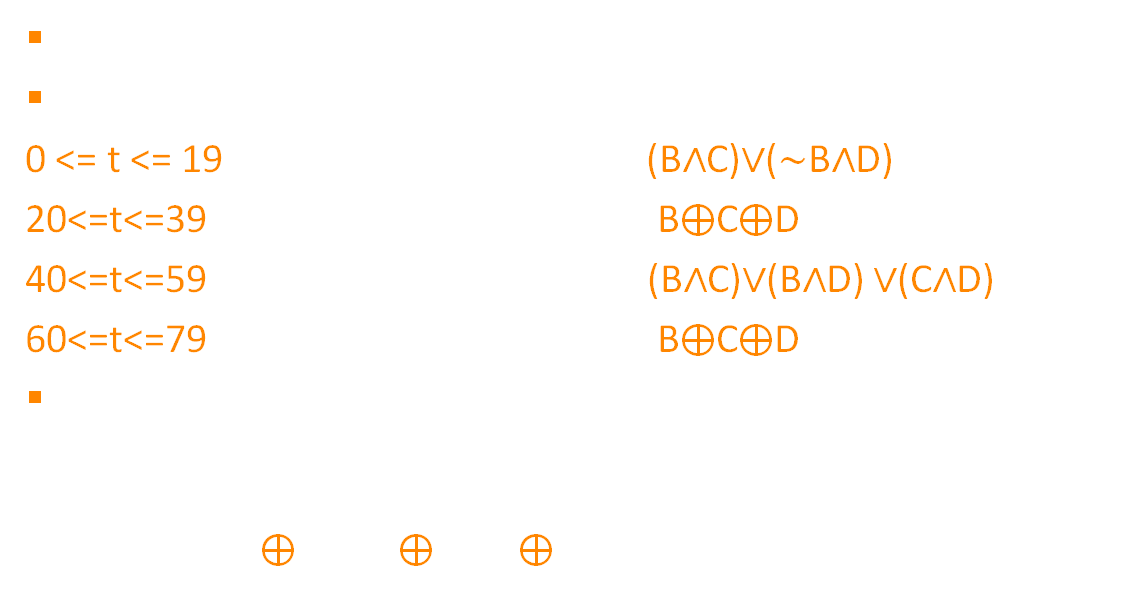 ▪
▪
0 <= t <= 19 (B∧C)∨(~B∧D)
20<=t<=39 B⊕C⊕D
40<=t<=59 (B∧C)∨(B∧D) ∨(C∧D)
60<=t<=79 B⊕C⊕D
▪
⊕ ⊕ ⊕